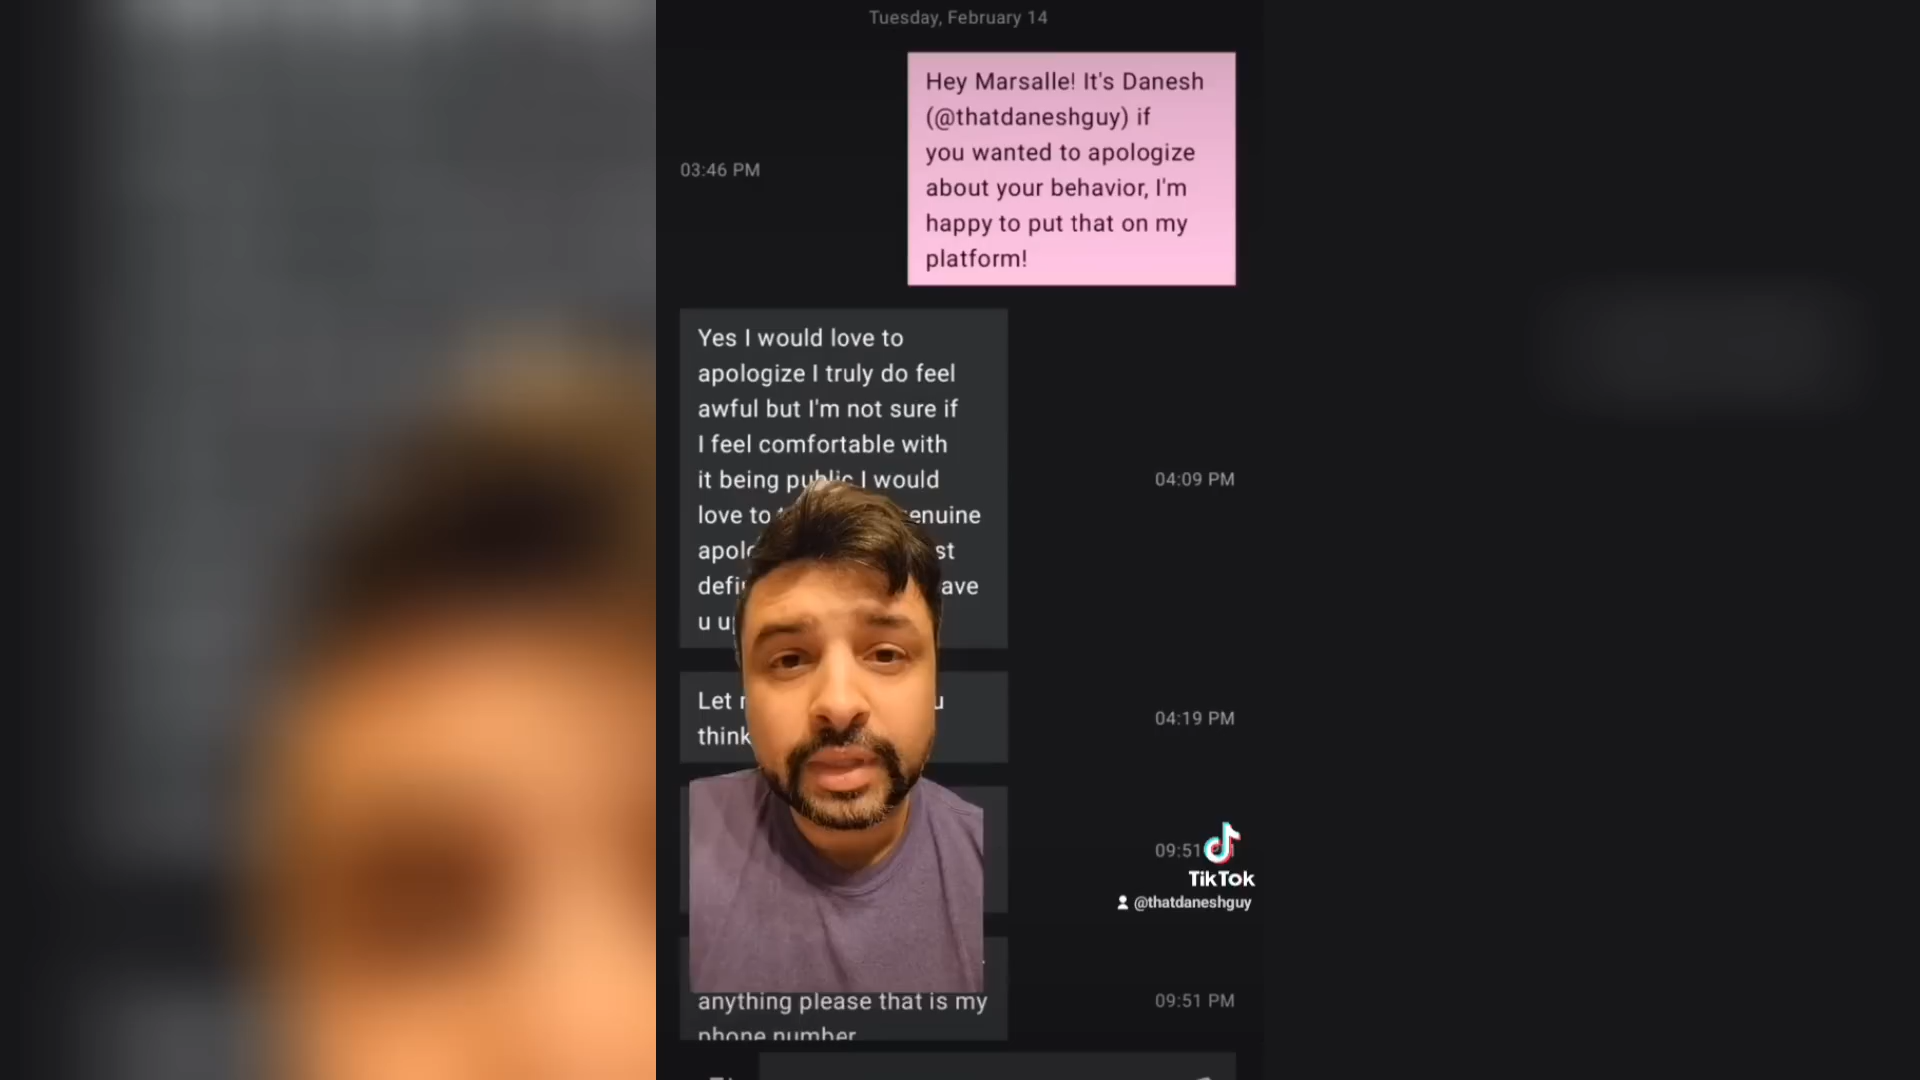 Tuesday, February 14
Hey Marsalle! It's Danesh
(@thatdaneshguy) if
you wanted to apologize
about your behavior, I'm
happy to put that on my
platform!
03:46 PM
Yes I would love to
apologize I truly do feel
awful but I'm not sure if
I feel comfortable with
it being public I would
love to
u
04:09 PM
Let
think
04:19 PM
09:51
TikTok
@thatdaneshguy
anything please that is my
phone number
09:51 PM